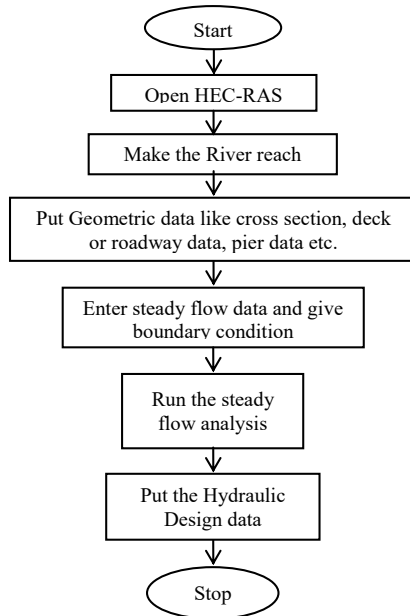 Start
Open HEC-RAS
Make the River reach
Put Geometric data like cross section, deck
or roadway data, pier data etc.
Enter steady flow data and give
boundary condition
Run the steady
flow analysis
Put the Hydraulic
Design data
Stop